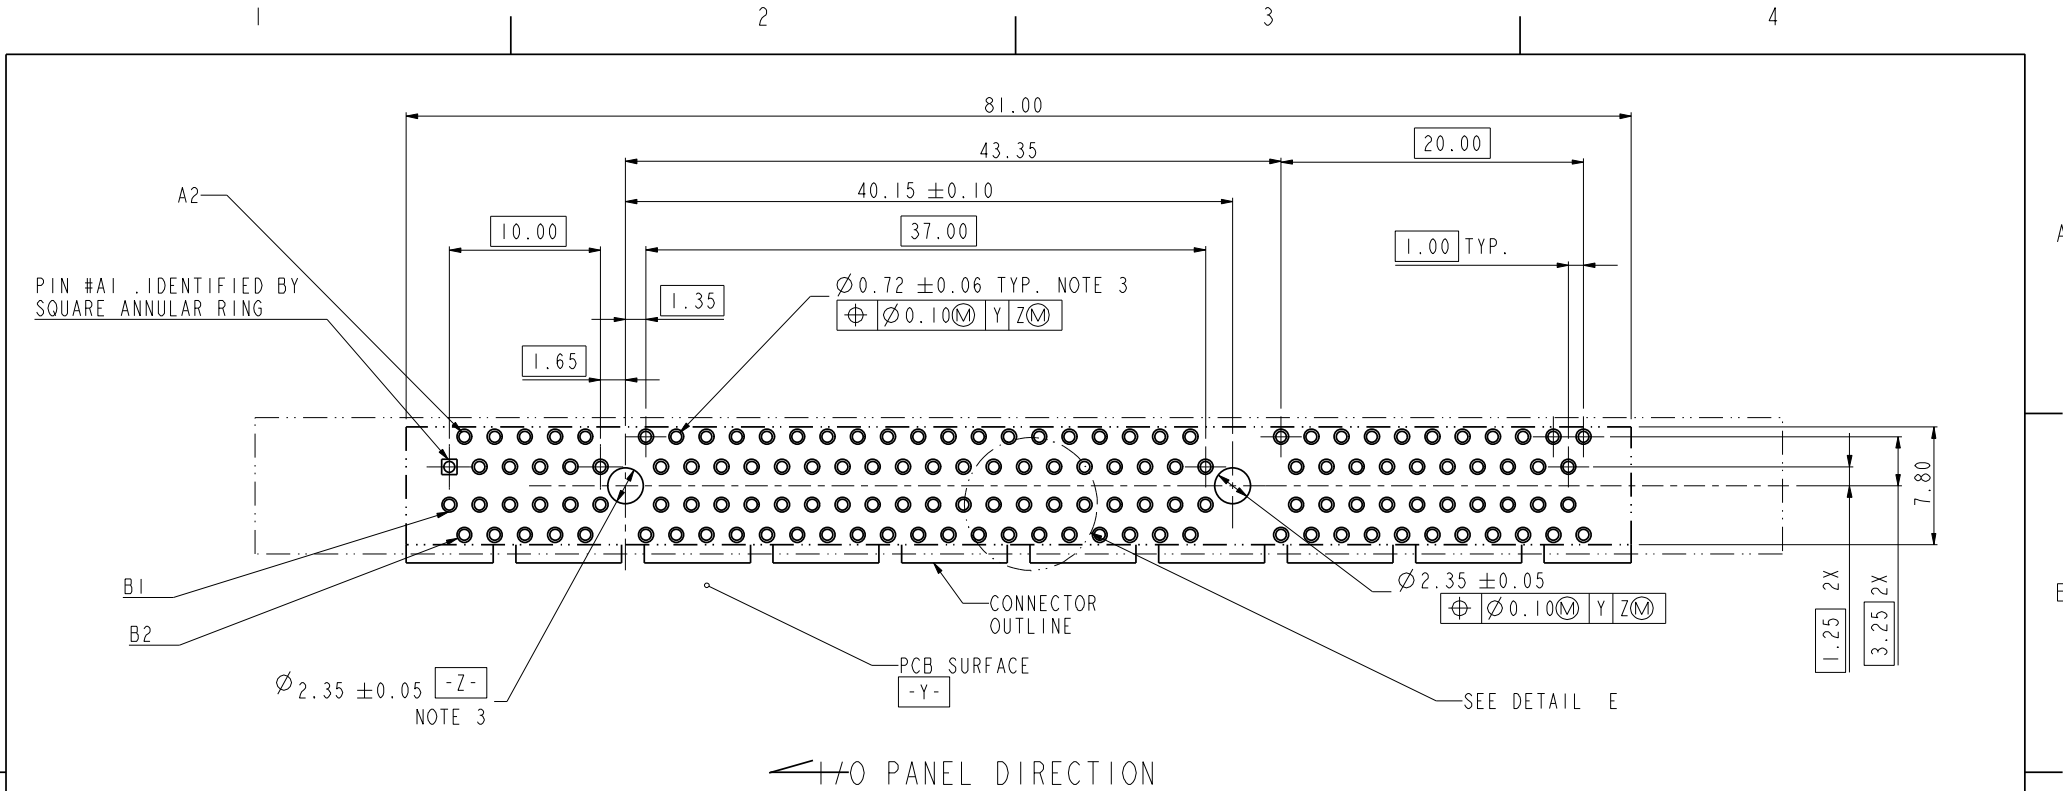 1 2 3 4
81.00
43.35
20.00
40.15 ±0.10
A2
10.00
37.00
1.00 TYP.
A
PIN #A1 .IDENTIFIED BY
SQUARE ANNULAR RING
1.35
Ø0.72 ±0.06 TYP. NOTE 3
⌖ Ø0.10Ⓜ Y ZⓂ
1.65
7.80
B1
B2
CONNECTOR
OUTLINE
Ø2.35 ±0.05
⌖ Ø0.10Ⓜ Y ZⓂ
1.25 2X
3.25 2X
PCB SURFACE
-Y-
Ø2.35 ±0.05 -Z-
NOTE 3
SEE DETAIL E
I/O PANEL DIRECTION